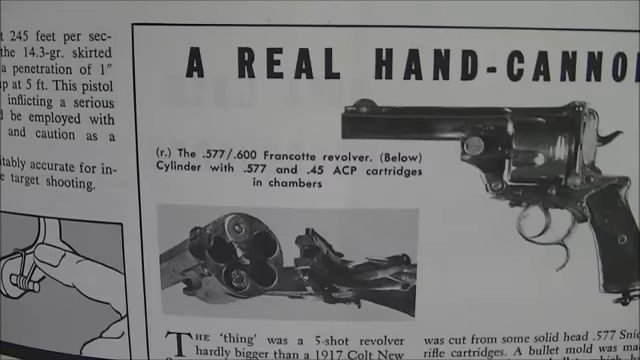 245 feet per sec-
the 14.3-gr. skirted
a penetration of 1"
at 5 ft. This pistol
inflicting a serious
be employed with
and caution as a
accurate for in-
target shooting.
A REAL HAND-CANNO
(r.) The .577/.600 Francotte revolver. (Below)
Cylinder with .577 and .45 ACP cartridges
in chambers
THE 'thing' was a 5-shot revolver
hardly bigger than a 1917 Colt New
was cut from some solid head .577 Snid
rifle cartridges. A bullet mold was ma